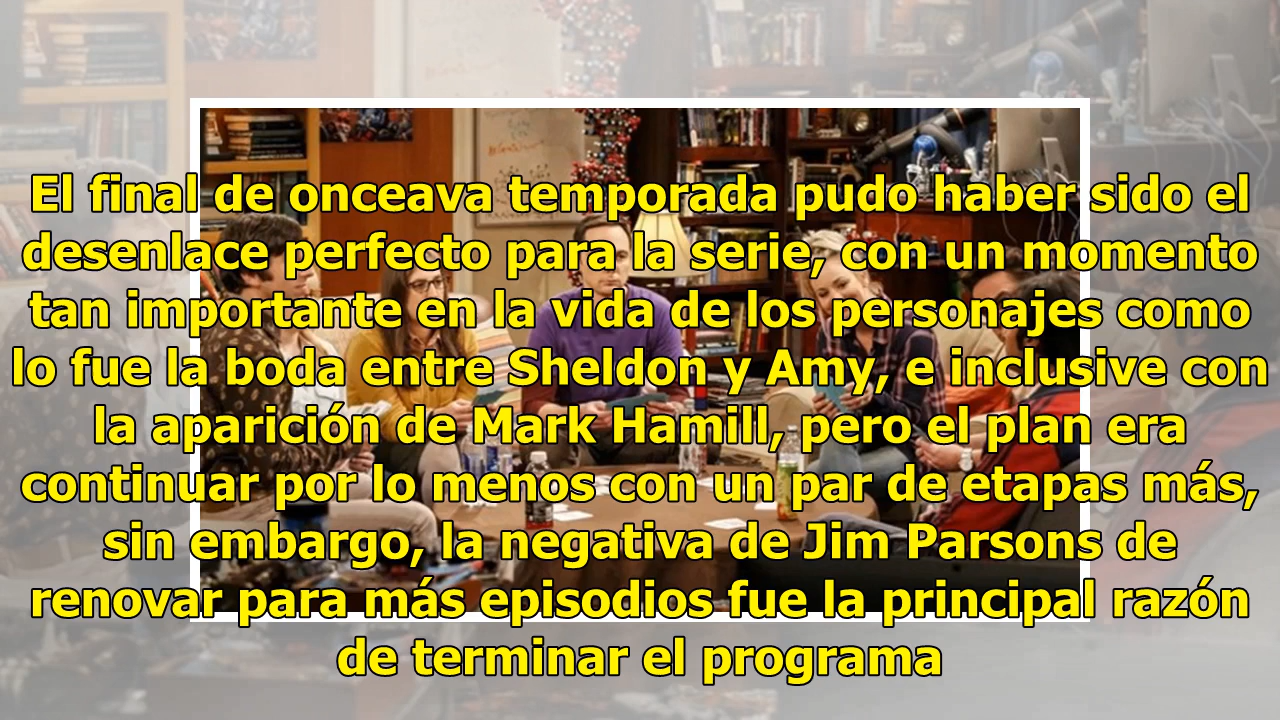 El final de onceava temporada pudo haber sido el
desenlace perfecto para la serie, con un momento
tan importante en la vida de los personajes como
lo fue la boda entre Sheldon y Amy, e inclusive con
la aparición de Mark Hamill, pero el plan era
continuar por lo menos con un par de etapas más,
sin embargo, la negativa de Jim Parsons de
renovar para más episodios fue la principal razón
de terminar el programa